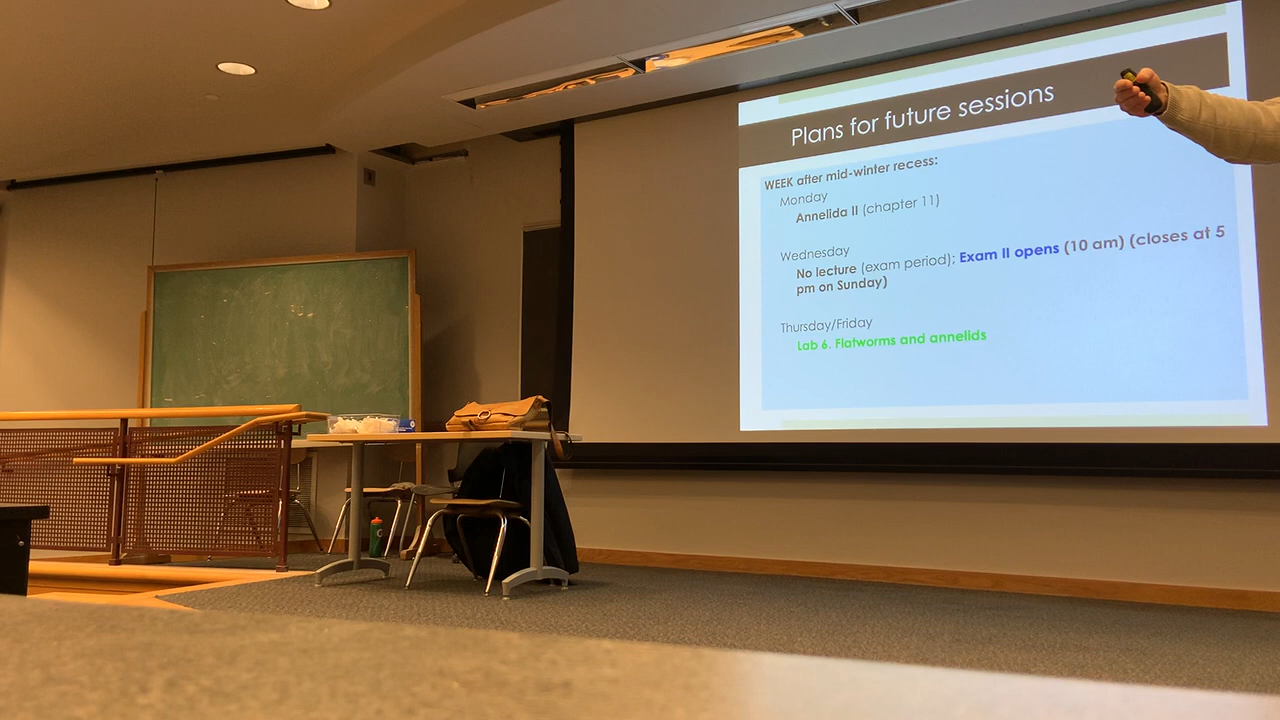 Plans for future sessions
WEEK after mid-winter recess:
Monday
Annelida II (chapter 11)
Wednesday
No lecture (exam period); Exam II opens (10 am) (closes at 5
pm on Sunday)
Thursday/Friday
Lab 6. Flatworms and annelids